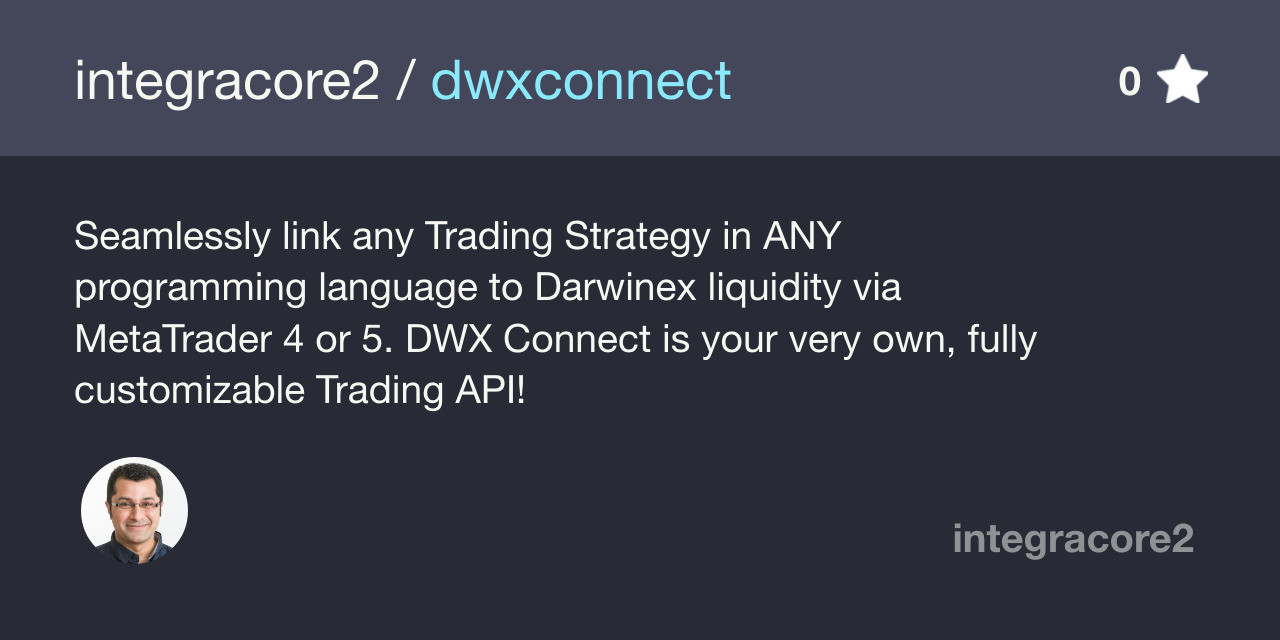 integracore2 / dwxconnect
0
Seamlessly link any Trading Strategy in ANY
programming language to Darwinex liquidity via
MetaTrader 4 or 5. DWX Connect is your very own, fully
customizable Trading API!
integracore2